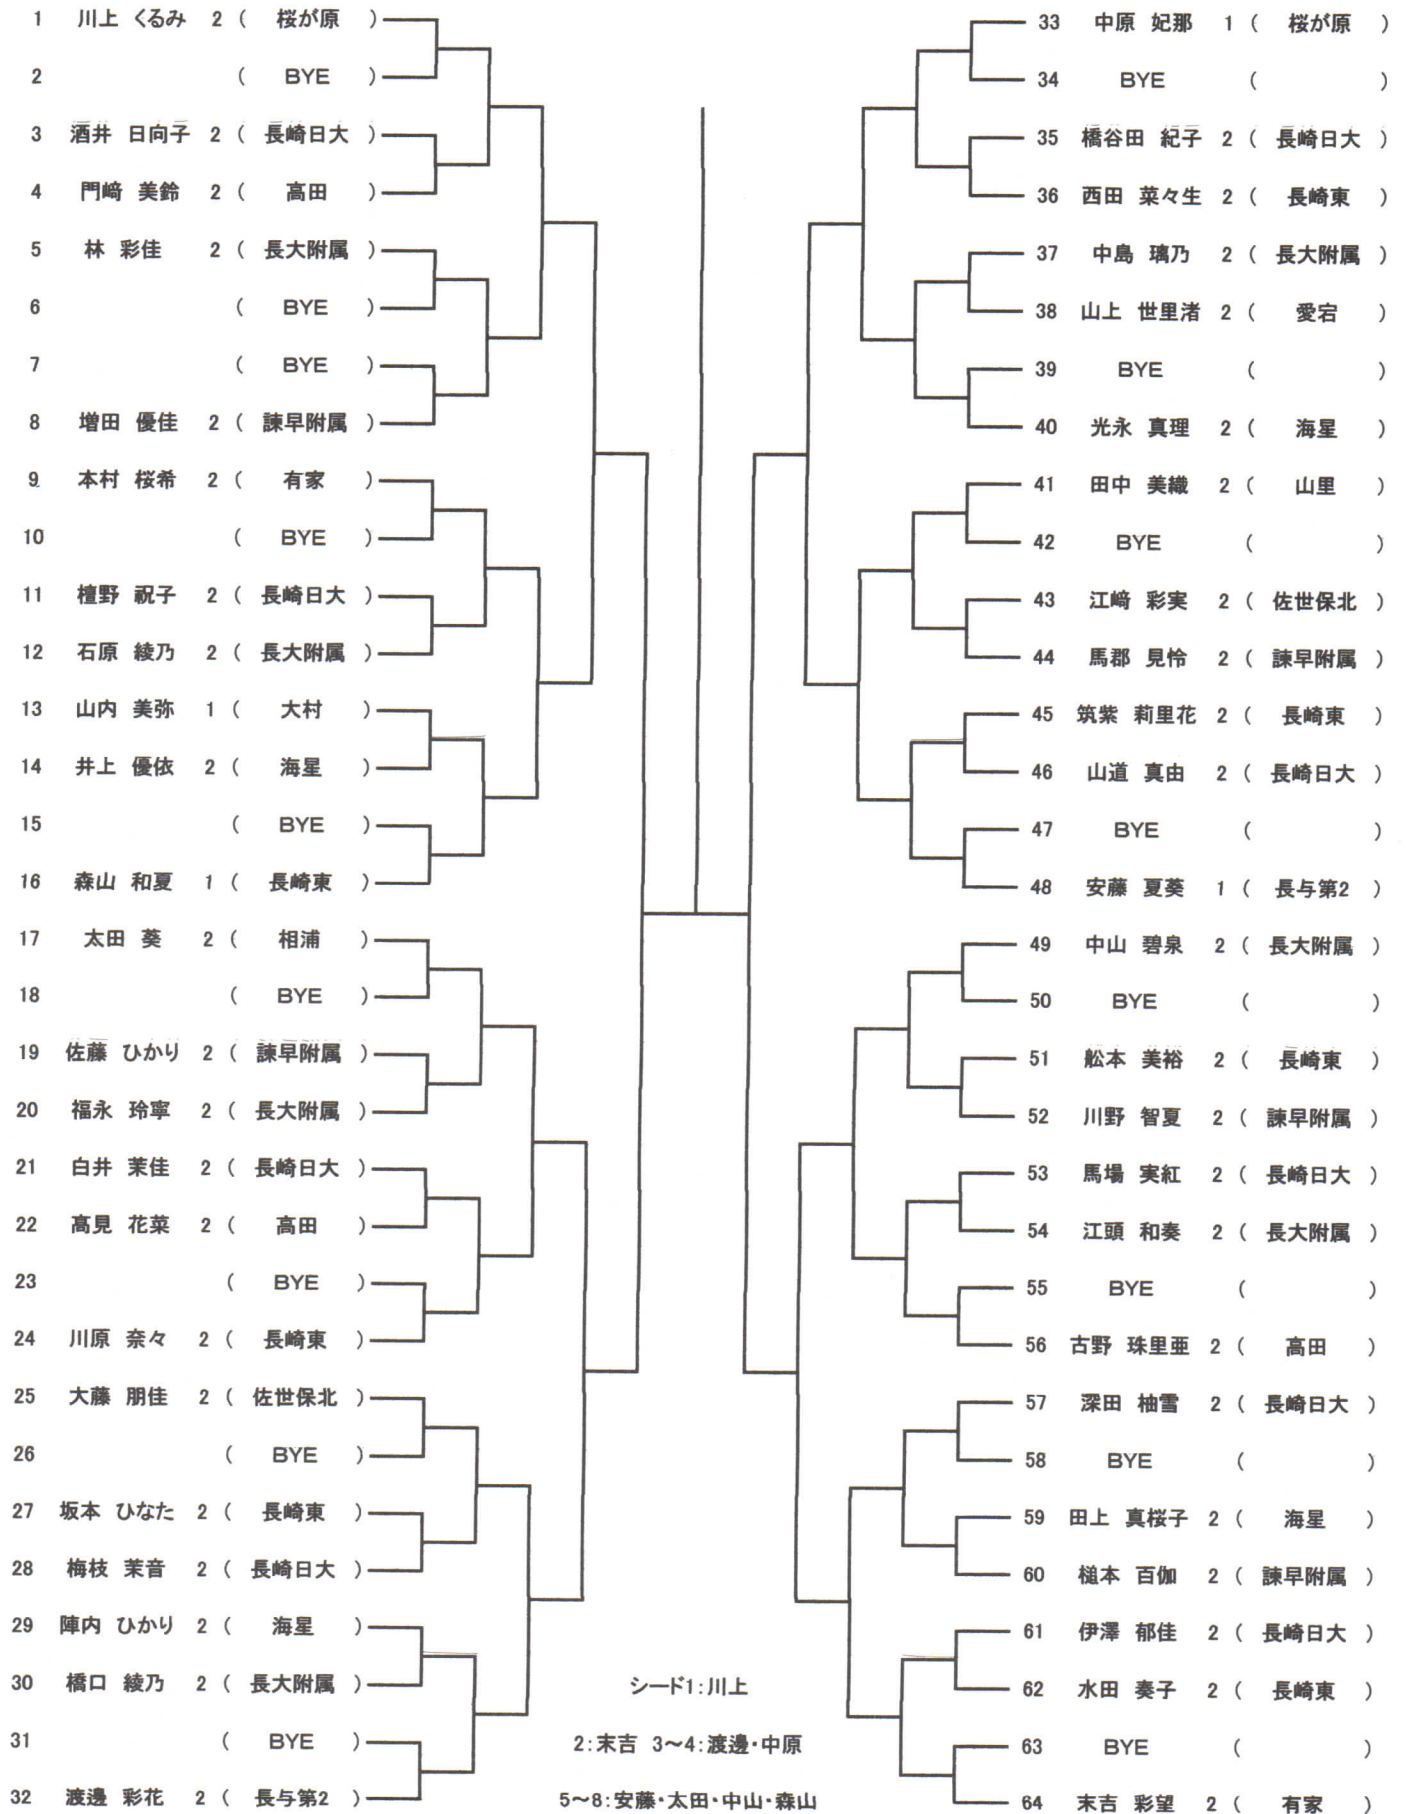 1 川上 くるみ 2 ( 桜が原 )
2 ( BYE )
3 酒井 日向子 2 ( 長崎日大 )
4 門﨑 美鈴 2 ( 高田 )
5 林 彩佳 2 ( 長大附属 )
6 ( BYE )
7 ( BYE )
8 増田 優佳 2 ( 諫早附属 )
9 本村 桜希 2 ( 有家 )
10 ( BYE )
11 檀野 祝子 2 ( 長崎日大 )
12 石原 綾乃 2 ( 長大附属 )
13 山内 美弥 1 ( 大村 )
14 井上 優依 2 ( 海星 )
15 ( BYE )
16 森山 和夏 1 ( 長崎東 )
17 太田 葵 2 ( 相浦 )
18 ( BYE )
19 佐藤 ひかり 2 ( 諫早附属 )
20 福永 玲寧 2 ( 長大附属 )
21 白井 茉佳 2 ( 長崎日大 )
22 髙見 花菜 2 ( 高田 )
23 ( BYE )
24 川原 奈々 2 ( 長崎東 )
25 大藤 朋佳 2 ( 佐世保北 )
26 ( BYE )
27 坂本 ひなた 2 ( 長崎東 )
28 梅枝 茉音 2 ( 長崎日大 )
29 陣内 ひかり 2 ( 海星 )
30 橋口 綾乃 2 ( 長大附属 )
31 ( BYE )
32 渡邊 彩花 2 ( 長与第2 )
シード1:川上
2:末吉 3～4:渡邊・中原
5～8:安藤・太田・中山・森山
33 中原 妃那 1 ( 桜が原 )
34 BYE ( )
35 橋谷田 紀子 2 ( 長崎日大 )
36 西田 菜々生 2 ( 長崎東 )
37 中島 璃乃 2 ( 長大附属 )
38 山上 世里渚 2 ( 愛宕 )
39 BYE ( )
40 光永 真理 2 ( 海星 )
41 田中 美織 2 ( 山里 )
42 BYE ( )
43 江﨑 彩実 2 ( 佐世保北 )
44 馬郡 見怜 2 ( 諫早附属 )
45 筑紫 莉里花 2 ( 長崎東 )
46 山道 真由 2 ( 長崎日大 )
47 BYE ( )
48 安藤 夏葵 1 ( 長与第2 )
49 中山 碧泉 2 ( 長大附属 )
50 BYE ( )
51 舩本 美裕 2 ( 長崎東 )
52 川野 智夏 2 ( 諫早附属 )
53 馬場 実紅 2 ( 長崎日大 )
54 江頭 和奏 2 ( 長大附属 )
55 BYE ( )
56 古野 珠里亜 2 ( 高田 )
57 深田 柚雪 2 ( 長崎日大 )
58 BYE ( )
59 田上 真桜子 2 ( 海星 )
60 槌本 百伽 2 ( 諫早附属 )
61 伊澤 郁佳 2 ( 長崎日大 )
62 水田 奏子 2 ( 長崎東 )
63 BYE ( )
64 末吉 彩望 2 ( 有家 )